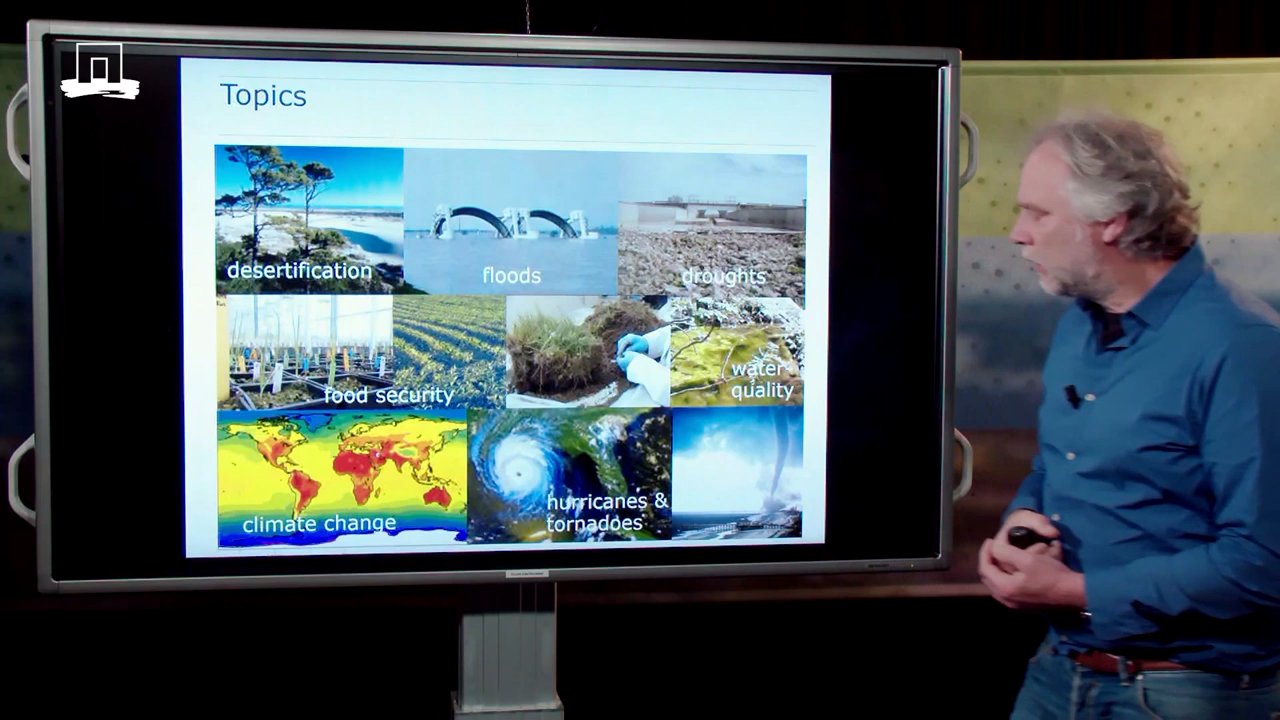 Topics
desertification
floods
droughts
food security
water
quality
climate change
hurricanes &
tornadoes